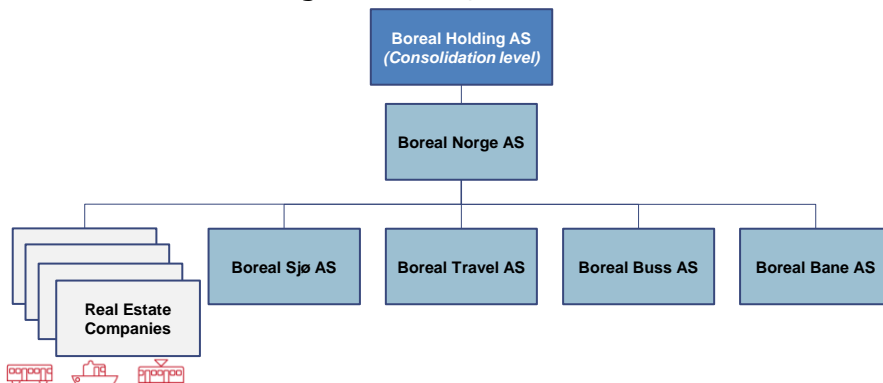 Boreal Holding AS
(Consolidation level)
Boreal Norge AS
Boreal Sjø AS
Boreal Travel AS
Boreal Buss AS
Boreal Bane AS
Real Estate
Companies